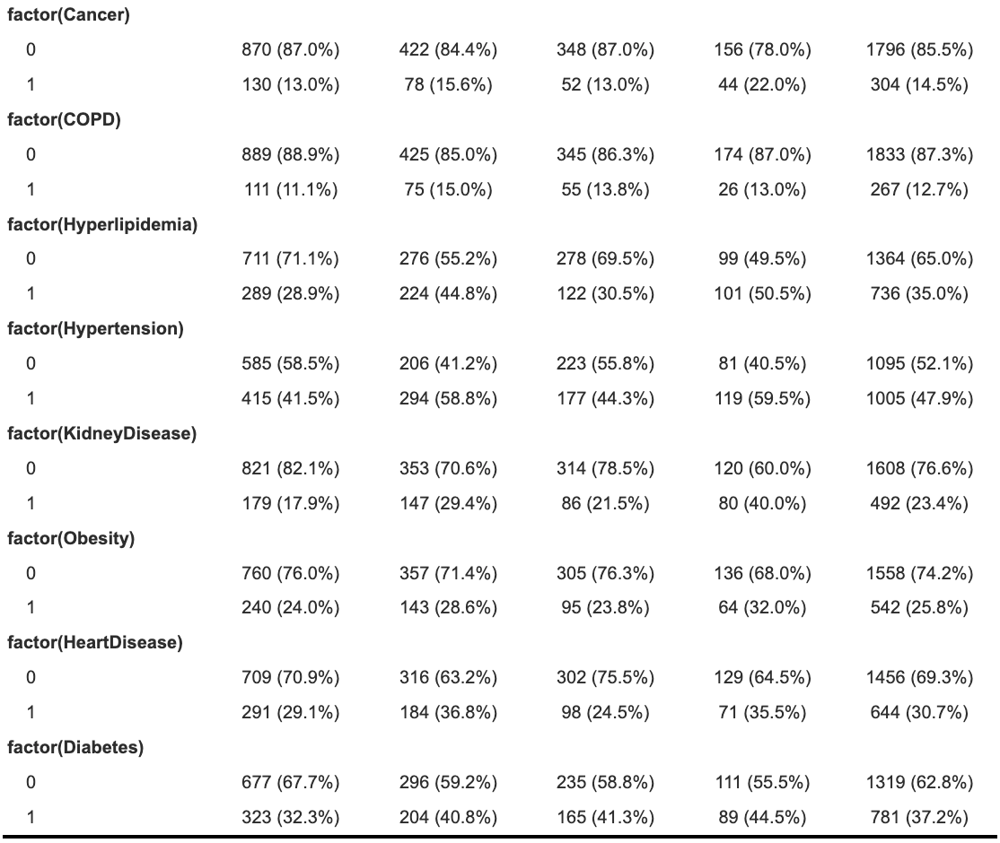 factor(Cancer)
0 870 (87.0%) 422 (84.4%) 348 (87.0%) 156 (78.0%) 1796 (85.5%)
1 130 (13.0%) 78 (15.6%) 52 (13.0%) 44 (22.0%) 304 (14.5%)
factor(COPD)
0 889 (88.9%) 425 (85.0%) 345 (86.3%) 174 (87.0%) 1833 (87.3%)
1 111 (11.1%) 75 (15.0%) 55 (13.8%) 26 (13.0%) 267 (12.7%)
factor(Hyperlipidemia)
0 711 (71.1%) 276 (55.2%) 278 (69.5%) 99 (49.5%) 1364 (65.0%)
1 289 (28.9%) 224 (44.8%) 122 (30.5%) 101 (50.5%) 736 (35.0%)
factor(Hypertension)
0 585 (58.5%) 206 (41.2%) 223 (55.8%) 81 (40.5%) 1095 (52.1%)
1 415 (41.5%) 294 (58.8%) 177 (44.3%) 119 (59.5%) 1005 (47.9%)
factor(KidneyDisease)
0 821 (82.1%) 353 (70.6%) 314 (78.5%) 120 (60.0%) 1608 (76.6%)
1 179 (17.9%) 147 (29.4%) 86 (21.5%) 80 (40.0%) 492 (23.4%)
factor(Obesity)
0 760 (76.0%) 357 (71.4%) 305 (76.3%) 136 (68.0%) 1558 (74.2%)
1 240 (24.0%) 143 (28.6%) 95 (23.8%) 64 (32.0%) 542 (25.8%)
factor(HeartDisease)
0 709 (70.9%) 316 (63.2%) 302 (75.5%) 129 (64.5%) 1456 (69.3%)
1 291 (29.1%) 184 (36.8%) 98 (24.5%) 71 (35.5%) 644 (30.7%)
factor(Diabetes)
0 677 (67.7%) 296 (59.2%) 235 (58.8%) 111 (55.5%) 1319 (62.8%)
1 323 (32.3%) 204 (40.8%) 165 (41.3%) 89 (44.5%) 781 (37.2%)